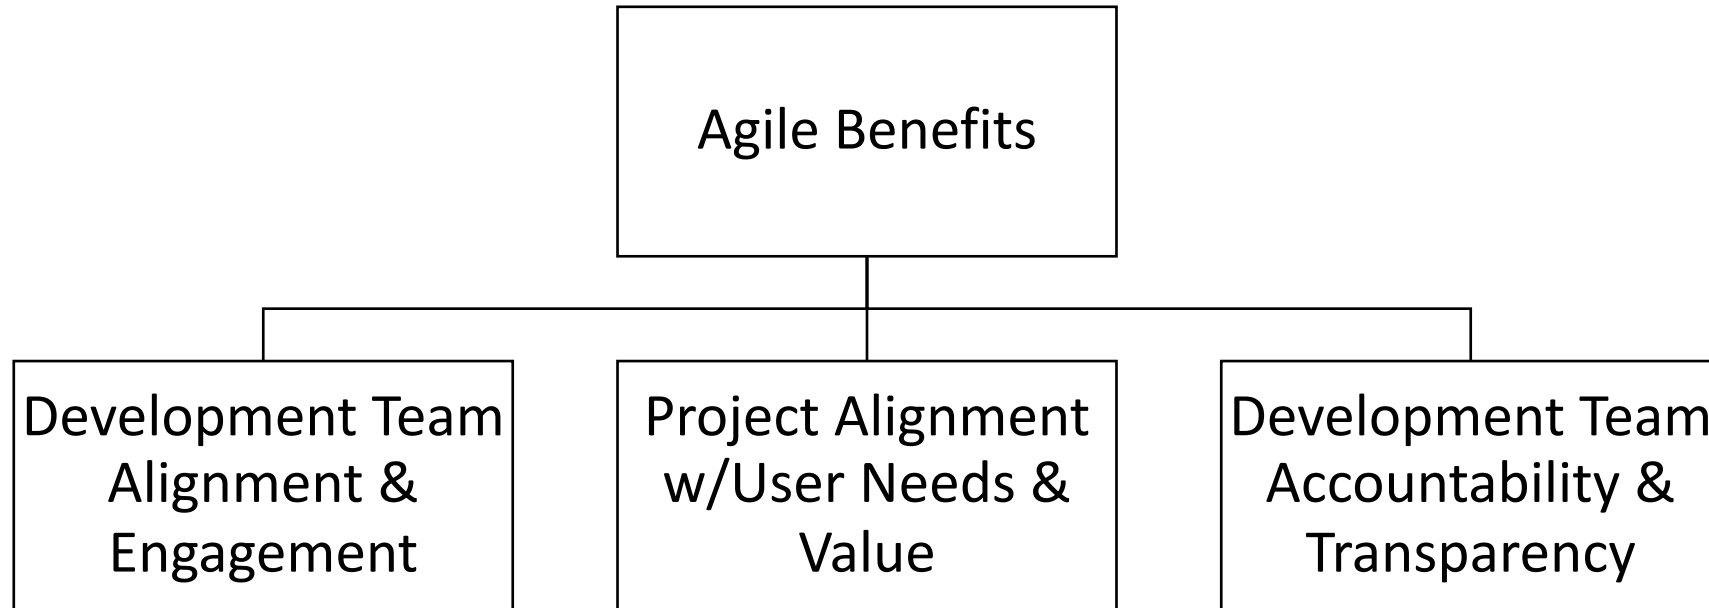 Agile Benefits
Development Team
Alignment &
Engagement
Project Alignment
w/User Needs &
Value
Development Team
Accountability &
Transparency